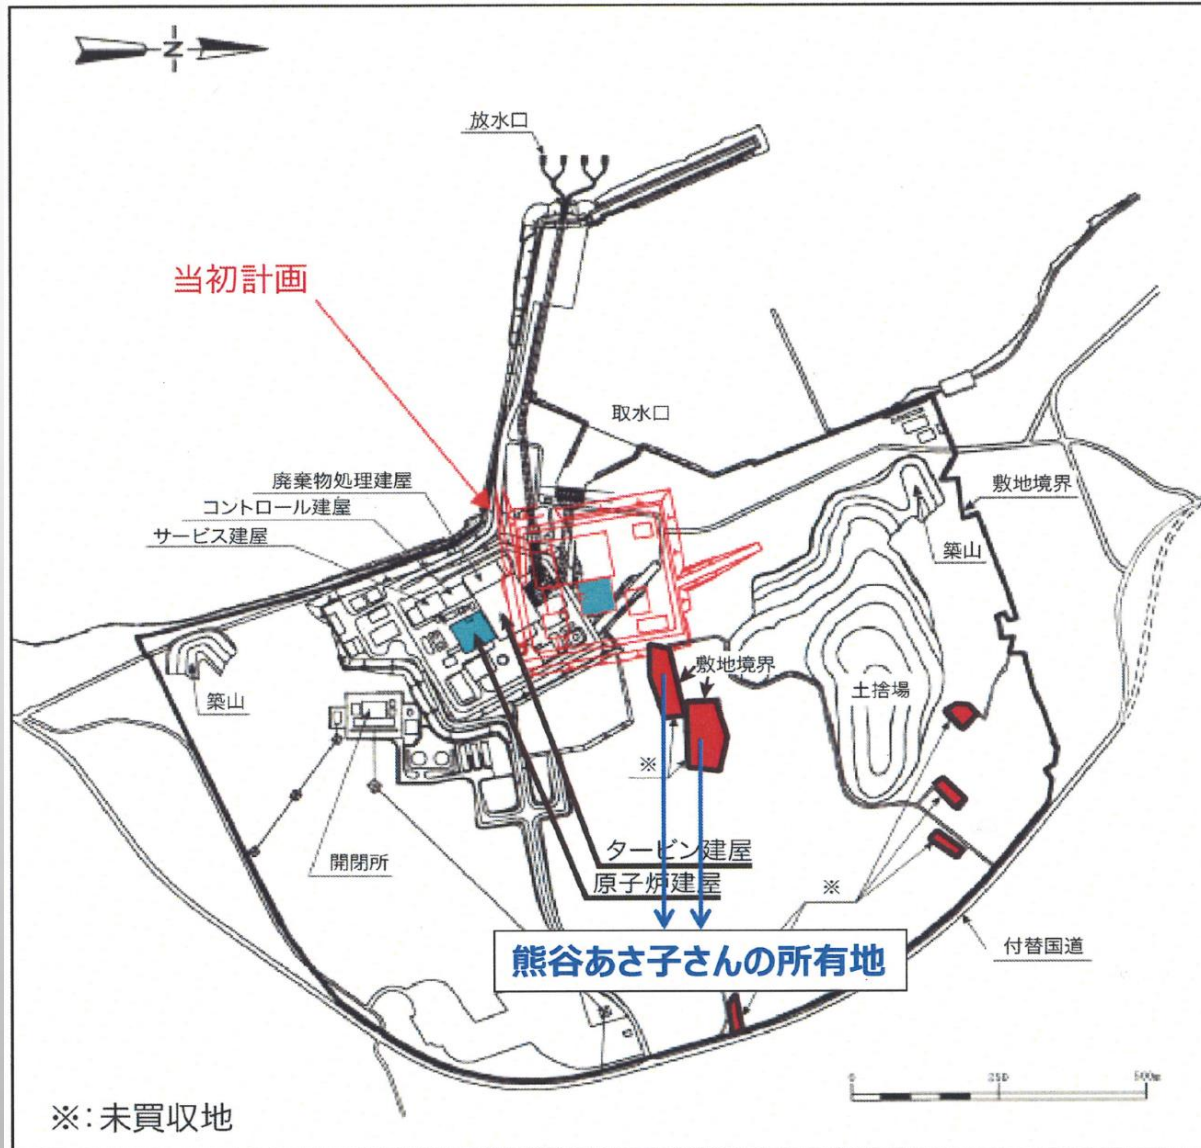 N
放水口
当初計画
取水口
廃棄物処理建屋
コントロール建屋
サービス建屋
敷地境界
築山
敷地境界
築山
土捨場
※
開閉所
タービン建屋
原子炉建屋
※
熊谷あさ子さんの所有地
付替国道
0 250 500m
※:未買収地